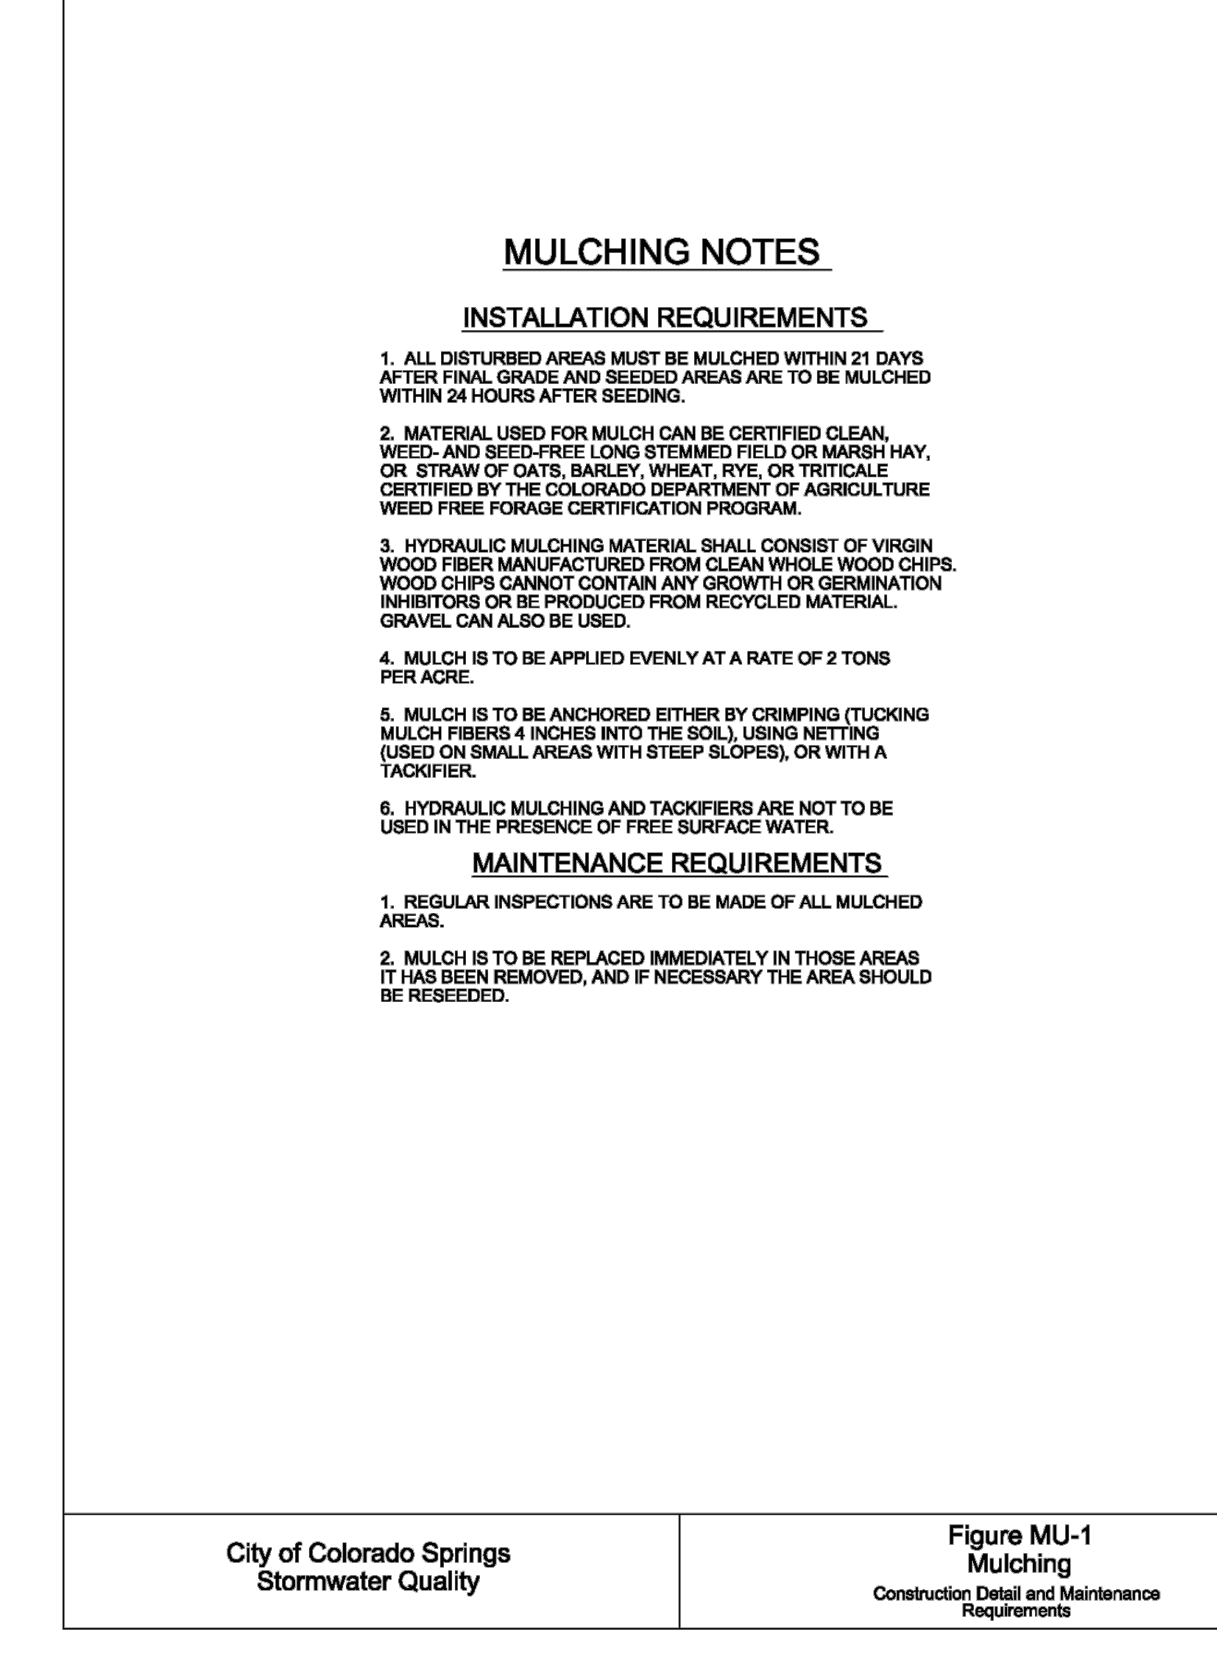 MULCHING NOTES
INSTALLATION REQUIREMENTS
1. ALL DISTURBED AREAS MUST BE MULCHED WITHIN 21 DAYS
AFTER FINAL GRADE AND SEEDED AREAS ARE TO BE MULCHED
WITHIN 24 HOURS AFTER SEEDING.
2. MATERIAL USED FOR MULCH CAN BE CERTIFIED CLEAN,
WEED- AND SEED-FREE LONG STEMMED FIELD OR MARSH HAY,
OR STRAW OF OATS, BARLEY, WHEAT, RYE, OR TRITICALE
CERTIFIED BY THE COLORADO DEPARTMENT OF AGRICULTURE
WEED FREE FORAGE CERTIFICATION PROGRAM.
3. HYDRAULIC MULCHING MATERIAL SHALL CONSIST OF VIRGIN
WOOD FIBER MANUFACTURED FROM CLEAN WHOLE WOOD CHIPS.
WOOD CHIPS CANNOT CONTAIN ANY GROWTH OR GERMINATION
INHIBITORS OR BE PRODUCED FROM RECYCLED MATERIAL.
GRAVEL CAN ALSO BE USED.
4. MULCH IS TO BE APPLIED EVENLY AT A RATE OF 2 TONS
PER ACRE.
5. MULCH IS TO BE ANCHORED EITHER BY CRIMPING (TUCKING
MULCH FIBERS 4 INCHES INTO THE SOIL), USING NETTING
(USED ON SMALL AREAS WITH STEEP SLOPES), OR WITH A
TACKIFIER.
6. HYDRAULIC MULCHING AND TACKIFIERS ARE NOT TO BE
USED IN THE PRESENCE OF FREE SURFACE WATER.
MAINTENANCE REQUIREMENTS
1. REGULAR INSPECTIONS ARE TO BE MADE OF ALL MULCHED
AREAS.
2. MULCH IS TO BE REPLACED IMMEDIATELY IN THOSE AREAS
IT HAS BEEN REMOVED, AND IF NECESSARY THE AREA SHOULD
BE RESEEDED.
City of Colorado Springs
Stormwater Quality
Figure MU-1
Mulching
Construction Detail and Maintenance
Requirements